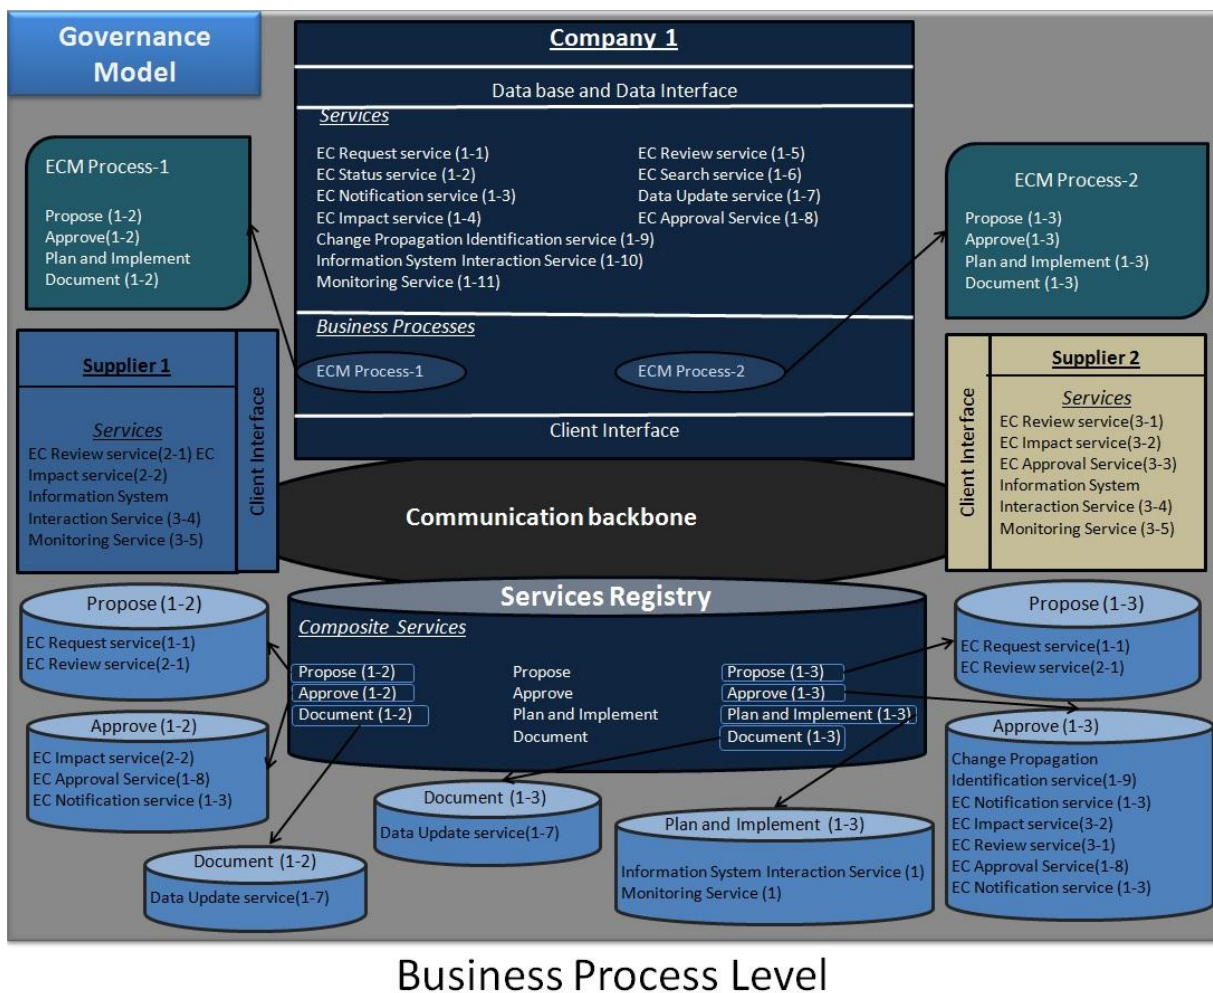 Governance
Model
Company 1
Data base and Data Interface
Services
EC Request service (1-1)
EC Status service (1-2)
EC Notification service (1-3)
EC Impact service (1-4)
EC Review service (1-5)
EC Search service (1-6)
Data Update service (1-7)
EC Approval Service (1-8)
Change Propagation Identification service (1-9)
Information System Interaction Service (1-10)
Monitoring Service (1-11)
Business Processes
ECM Process-1
ECM Process-2
Client Interface
ECM Process-1
Propose (1-2)
Approve(1-2)
Plan and Implement
Document (1-2)
ECM Process-2
Propose (1-3)
Approve(1-3)
Plan and Implement (1-3)
Document (1-3)
Supplier 1
Services
EC Review service(2-1) EC
Impact service(2-2)
Information System
Interaction Service (3-4)
Monitoring Service (3-5)
Client Interface
Client Interface
Supplier 2
Services
EC Review service(3-1)
EC Impact service(3-2)
EC Approval Service(3-3)
Information System
Interaction Service (3-4)
Monitoring Service (3-5)
Communication backbone
Services Registry
Composite Services
Propose (1-2)
Approve (1-2)
Document (1-2)
Propose
Approve
Plan and Implement
Document
Propose (1-3)
Approve (1-3)
Plan and Implement (1-3)
Document (1-3)
Propose (1-2)
EC Request service(1-1)
EC Review service(2-1)
Approve (1-2)
EC Impact service(2-2)
EC Approval Service(1-8)
EC Notification service (1-3)
Document (1-2)
Data Update service(1-7)
Document (1-3)
Data Update service(1-7)
Plan and Implement (1-3)
Information System Interaction Service (1)
Monitoring Service (1)
Propose (1-3)
EC Request service(1-1)
EC Review service(2-1)
Approve (1-3)
Change Propagation
Identification service(1-9)
EC Notification service (1-3)
EC Impact service(3-2)
EC Review service(3-1)
EC Approval Service(1-8)
EC Notification service (1-3)
Business Process Level